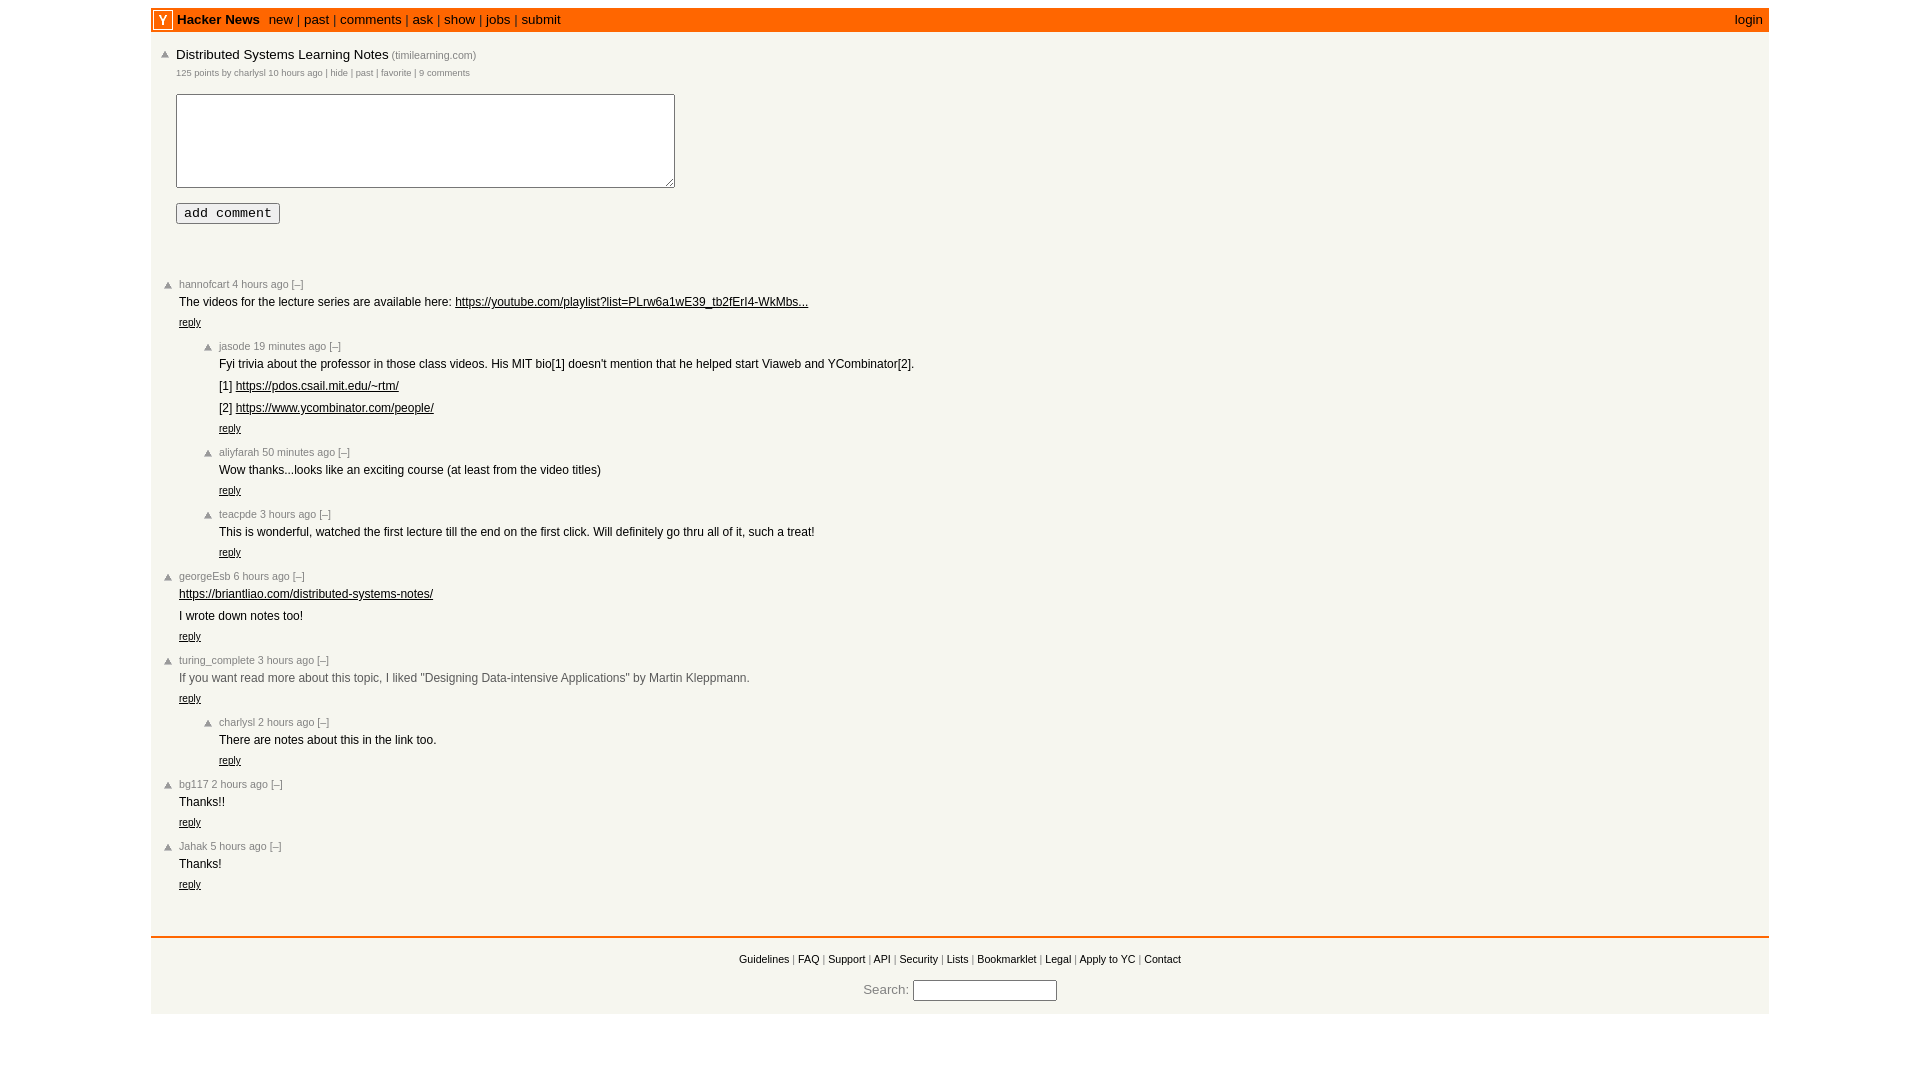 Y Hacker News new | past | comments | ask | show | jobs | submit login
Distributed Systems Learning Notes (timilearning.com)
125 points by charlysl 10 hours ago | hide | past | favorite | 9 comments
add comment
hannofcart 4 hours ago [–]
The videos for the lecture series are available here: https://youtube.com/playlist?list=PLrw6a1wE39_tb2fErI4-WkMbs...
reply
jasode 19 minutes ago [–]
Fyi trivia about the professor in those class videos. His MIT bio[1] doesn't mention that he helped start Viaweb and YCombinator[2].
[1] https://pdos.csail.mit.edu/~rtm/
[2] https://www.ycombinator.com/people/
reply
aliyfarah 50 minutes ago [–]
Wow thanks...looks like an exciting course (at least from the video titles)
reply
teacpde 3 hours ago [–]
This is wonderful, watched the first lecture till the end on the first click. Will definitely go thru all of it, such a treat!
reply
georgeEsb 6 hours ago [–]
https://briantliao.com/distributed-systems-notes/
I wrote down notes too!
reply
turing_complete 3 hours ago [–]
If you want read more about this topic, I liked "Designing Data-intensive Applications" by Martin Kleppmann.
reply
charlysl 2 hours ago [–]
There are notes about this in the link too.
reply
bg117 2 hours ago [–]
Thanks!!
reply
Jahak 5 hours ago [–]
Thanks!
reply
Guidelines | FAQ | Support | API | Security | Lists | Bookmarklet | Legal | Apply to YC | Contact
Search: